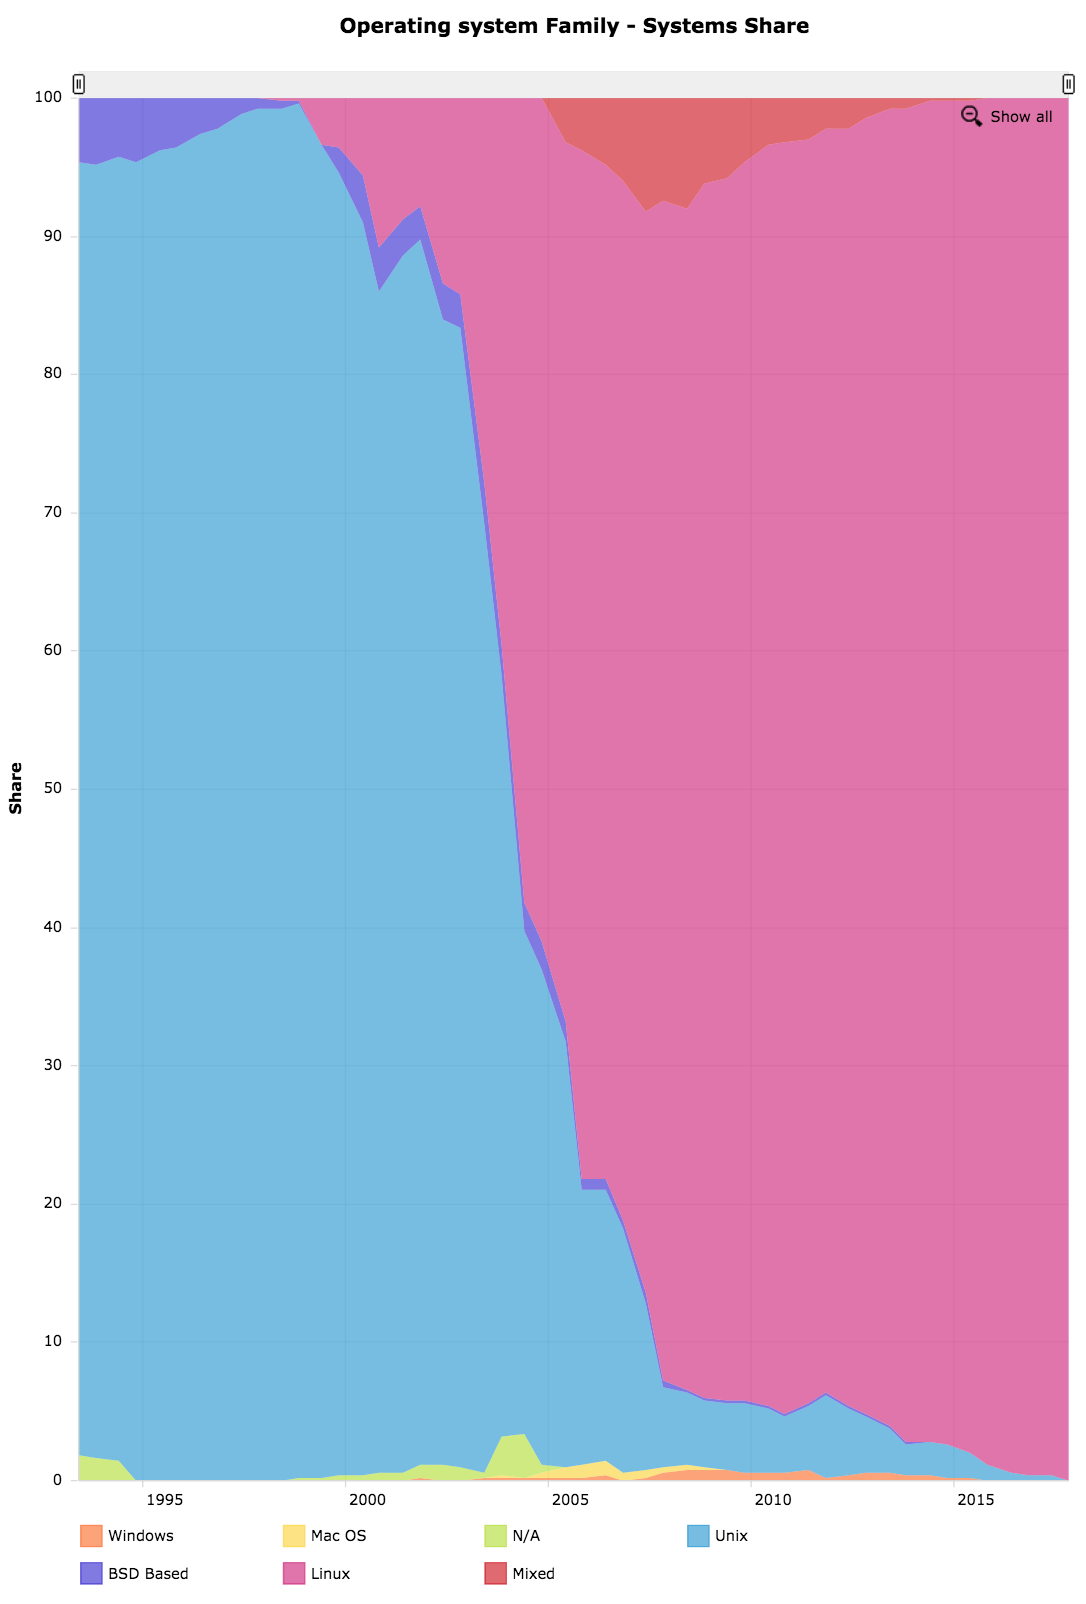 Operating system Family - Systems Share
100
Show all
90
80
70
60
50
Share
40
30
20
10
0
1995 2000 2005 2010 2015
Windows Mac OS N/A Unix
BSD Based Linux Mixed